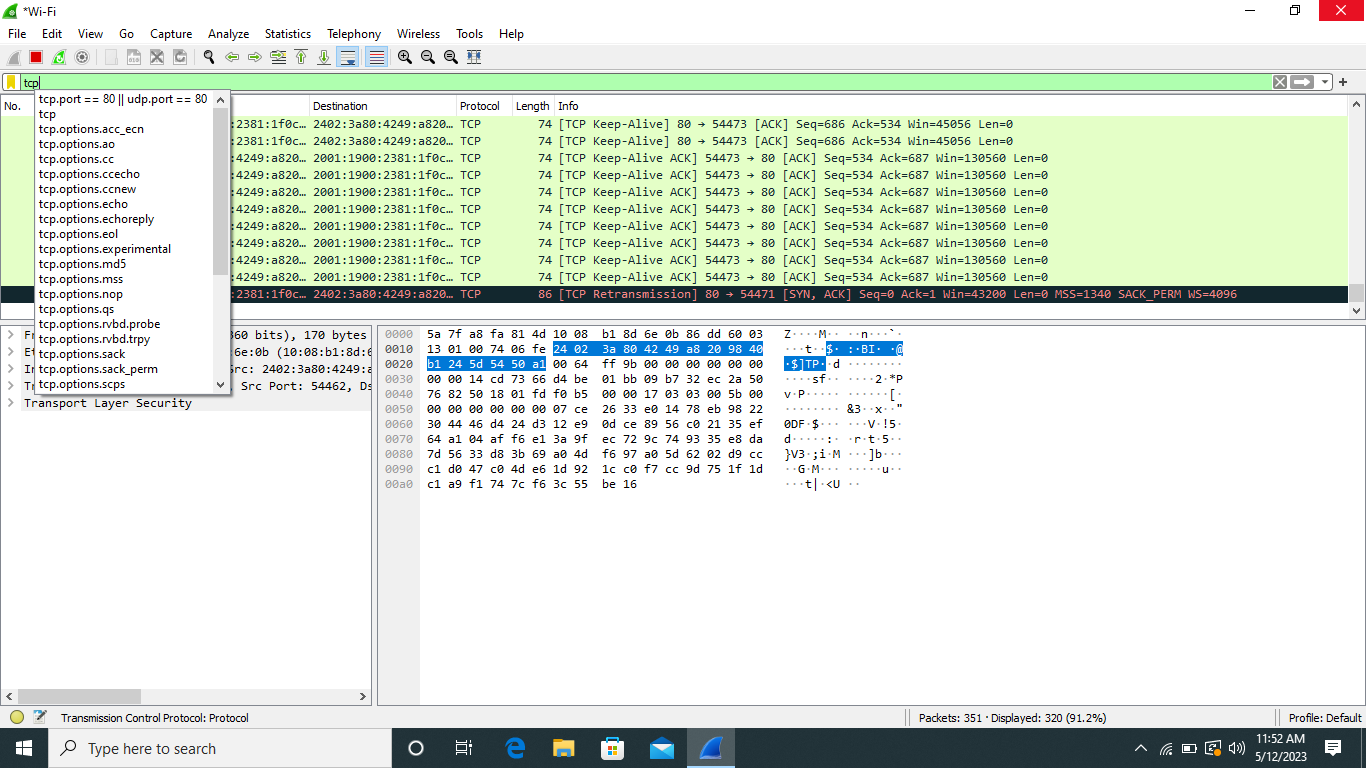 *Wi-Fi
File Edit View Go Capture Analyze Statistics Telephony Wireless Tools Help
tcp
No. Destination Protocol Length Info
tcp.port == 80 || udp.port == 80
tcp
tcp.options.acc_ecn
tcp.options.ao
tcp.options.cc
tcp.options.ccecho
tcp.options.ccnew
tcp.options.echo
tcp.options.echoreply
tcp.options.eol
tcp.options.experimental
tcp.options.md5
tcp.options.mss
tcp.options.nop
tcp.options.qs
tcp.options.rvbd.probe
tcp.options.rvbd.trpy
tcp.options.sack
tcp.options.sack_perm
tcp.options.scps
:2381:1f0c… 2402:3a80:4249:a820… TCP 74 [TCP Keep-Alive] 80 → 54473 [ACK] Seq=686 Ack=534 Win=45056 Len=0
:2381:1f0c… 2402:3a80:4249:a820… TCP 74 [TCP Keep-Alive] 80 → 54473 [ACK] Seq=686 Ack=534 Win=45056 Len=0
:4249:a820… 2001:1900:2381:1f0c… TCP 74 [TCP Keep-Alive ACK] 54473 → 80 [ACK] Seq=534 Ack=687 Win=130560 Len=0
:4249:a820… 2001:1900:2381:1f0c… TCP 74 [TCP Keep-Alive ACK] 54473 → 80 [ACK] Seq=534 Ack=687 Win=130560 Len=0
:4249:a820… 2001:1900:2381:1f0c… TCP 74 [TCP Keep-Alive ACK] 54473 → 80 [ACK] Seq=534 Ack=687 Win=130560 Len=0
:4249:a820… 2001:1900:2381:1f0c… TCP 74 [TCP Keep-Alive ACK] 54473 → 80 [ACK] Seq=534 Ack=687 Win=130560 Len=0
:4249:a820… 2001:1900:2381:1f0c… TCP 74 [TCP Keep-Alive ACK] 54473 → 80 [ACK] Seq=534 Ack=687 Win=130560 Len=0
:4249:a820… 2001:1900:2381:1f0c… TCP 74 [TCP Keep-Alive ACK] 54473 → 80 [ACK] Seq=534 Ack=687 Win=130560 Len=0
:4249:a820… 2001:1900:2381:1f0c… TCP 74 [TCP Keep-Alive ACK] 54473 → 80 [ACK] Seq=534 Ack=687 Win=130560 Len=0
:4249:a820… 2001:1900:2381:1f0c… TCP 74 [TCP Keep-Alive ACK] 54473 → 80 [ACK] Seq=534 Ack=687 Win=130560 Len=0
:2381:1f0c… 2402:3a80:4249:a820… TCP 86 [TCP Retransmission] 80 → 54471 [SYN, ACK] Seq=0 Ack=1 Win=43200 Len=0 MSS=1340 SACK_PERM WS=4096
360 bits), 170 bytes
:6e:0b (10:08:b1:8d:6
Src: 2402:3a80:4249:a
, Src Port: 54462, Ds
Transport Layer Security
0000 5a 7f a8 fa 81 4d 10 08 b1 8d 6e 0b 86 dd 60 03 Z····M·· ··n···`·
0010 13 01 00 74 06 fe 24 02 3a 80 42 49 a8 20 98 40 ···t··$· :·BI· ·@
0020 b1 24 5d 54 50 a1 00 64 ff 9b 00 00 00 00 00 00 ·$]TP··d ········
0030 00 00 14 cd 73 66 d4 be 01 bb 09 b7 32 ec 2a 50 ····sf·· ····2·*P
0040 76 82 50 18 01 fd f0 b5 00 00 17 03 03 00 5b 00 v·P····· ······[·
0050 00 00 00 00 00 00 07 ce 26 33 e0 14 78 eb 98 22 ········ &3··x··"
0060 30 44 46 d4 24 d3 12 e9 0d ce 89 56 c0 21 35 ef 0DF·$··· ···V·!5·
0070 64 a1 04 af f6 e1 3a 9f ec 72 9c 74 93 35 e8 da d·····:· ·r·t·5··
0080 7d 56 33 d8 3b 69 a0 4d f6 97 a0 5d 62 02 d9 cc }V3·;i·M ···]b···
0090 c1 d0 47 c0 4d e6 1d 92 1c c0 f7 cc 9d 75 1f 1d ··G·M··· ·····u··
00a0 c1 a9 f1 74 7c f6 3c 55 be 16 ···t|·<U ··
Transmission Control Protocol: Protocol Packets: 351 · Displayed: 320 (91.2%) Profile: Default
Type here to search
11:52 AM
5/12/2023